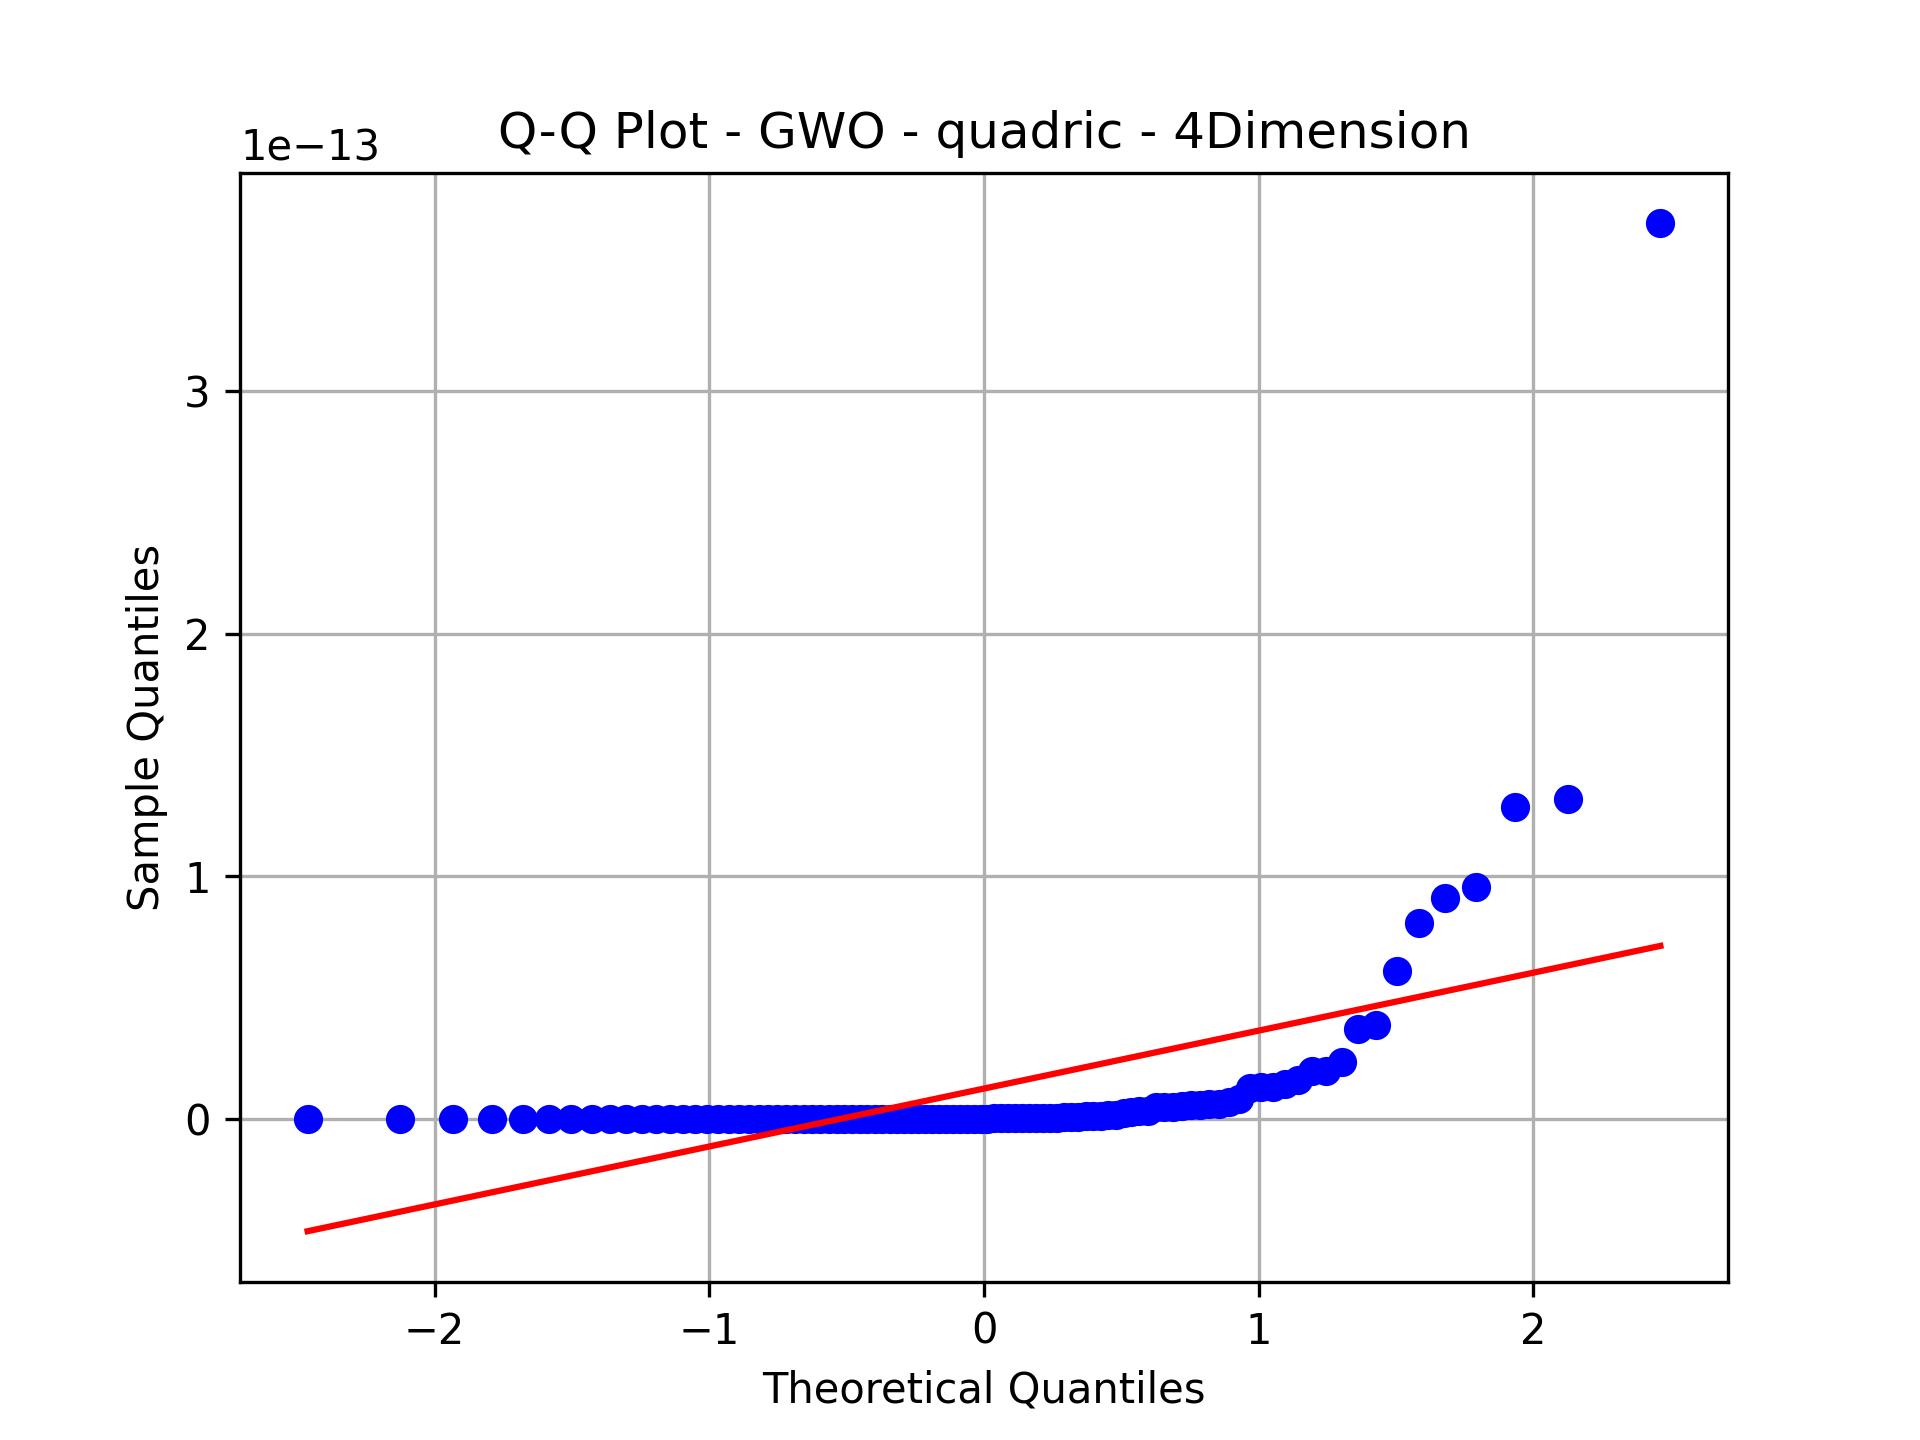 Q-Q Plot - GWO - quadric - 4Dimension
1e−13
3
2
1
0
Sample Quantiles
−2 −1 0 1 2
Theoretical Quantiles